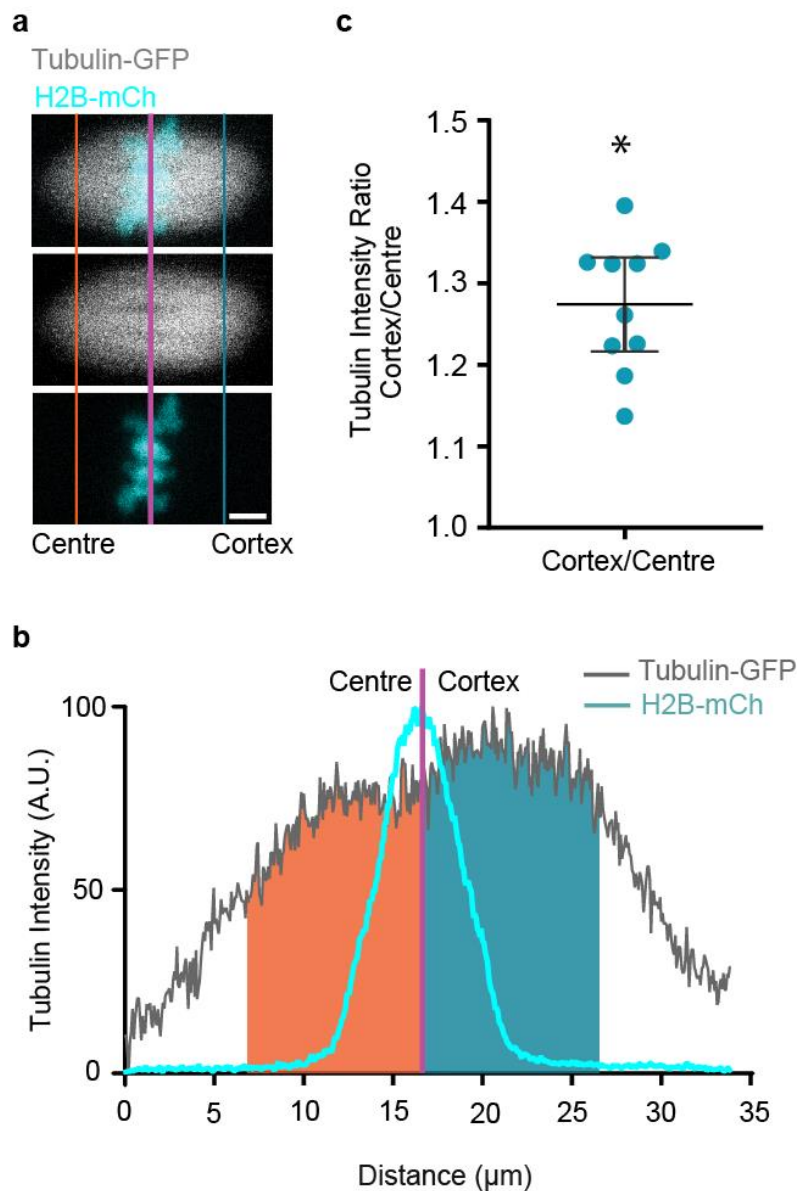 a
Tubulin-GFP
H2B-mCh
Centre
Cortex
c
Tubulin Intensity Ratio
Cortex/Centre
1.5
1.4
1.3
1.2
1.1
1.0
*
Cortex/Centre
b
Centre
Cortex
Tubulin-GFP
H2B-mCh
Tubulin Intensity (A.U.)
100
50
0
0 5 10 15 20 25 30 35
Distance (µm)